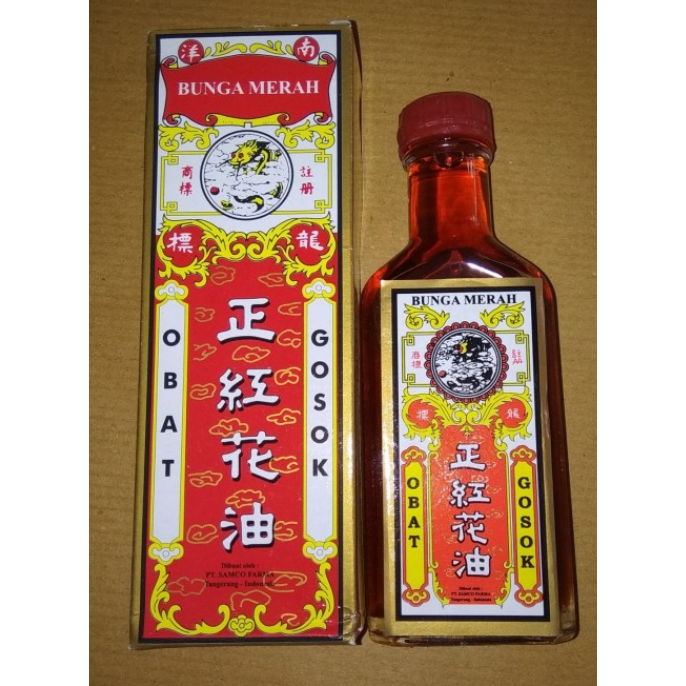 南洋
BUNGA MERAH
註册
商標
龍標
OBAT
GOSOK
正紅花油
Dibuat oleh :
PT. SAMCO FARMA
Tangerang - Indonesia
BUNGA MERAH
註册
商標
龍標
OBAT
GOSOK
正紅花油
Dibuat oleh :
PT. SAMCO FARMA
Tangerang - Indonesia